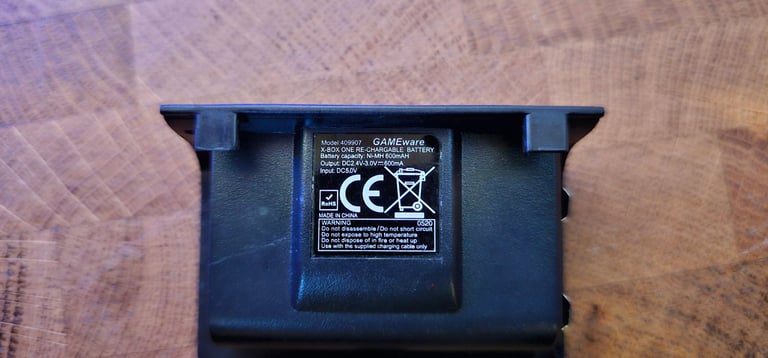 Model 409907 GAMEware
X-BOX ONE RE-CHARGABLE BATTERY
Battery capacity: Ni-MH 600mAH
Output: DC2.4V-3.0V⎓600mA
Input: DC5.0V
CE
RoHS
MADE IN CHINA
WARNING 0520
Do not disassemble / Do not short circuit
Do not expose to high temperature
Do not dispose of in fire or heat up
Use with the supplied charging cable only